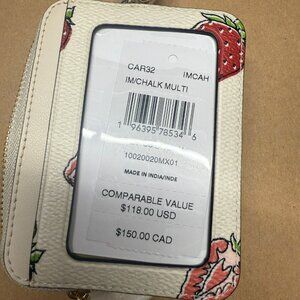 CAR32 IMCAH
IM/CHALK MULTI
1 96395 78534 6
10020020MX01
MADE IN/INDE
COMPARABLE VALUE
$118.00 USD
$150.00 CAD